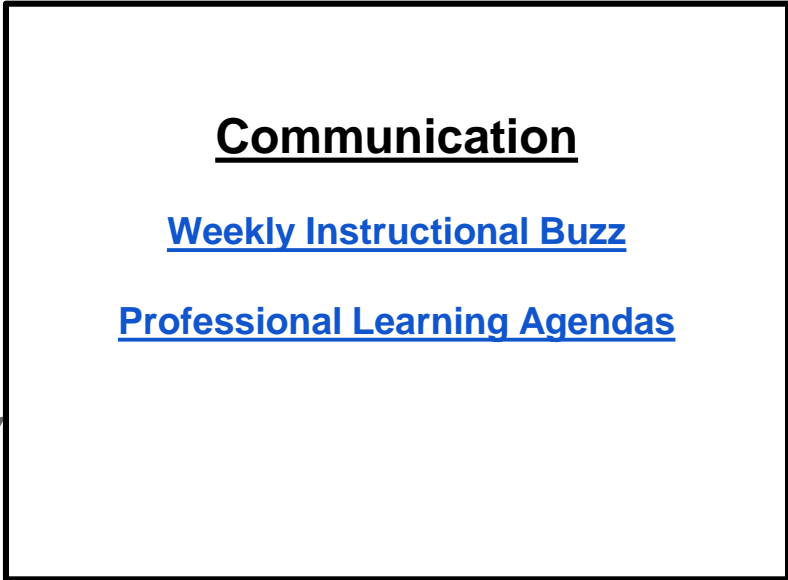 Communication
Weekly Instructional Buzz
Professional Learning Agendas